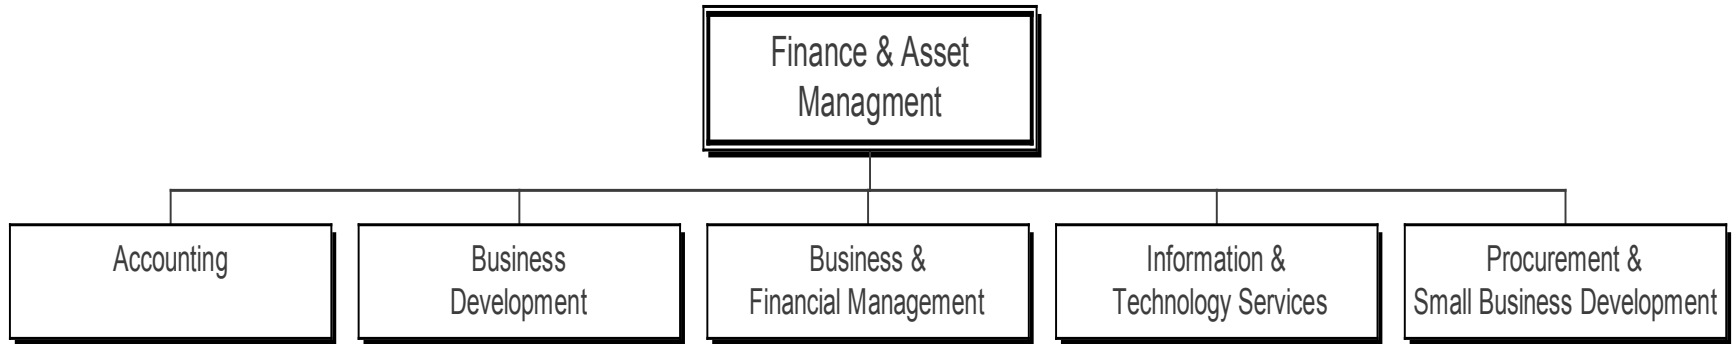 Finance & Asset
Managment
Accounting
Business
Development
Business &
Financial Management
Information &
Technology Services
Procurement &
Small Business Development